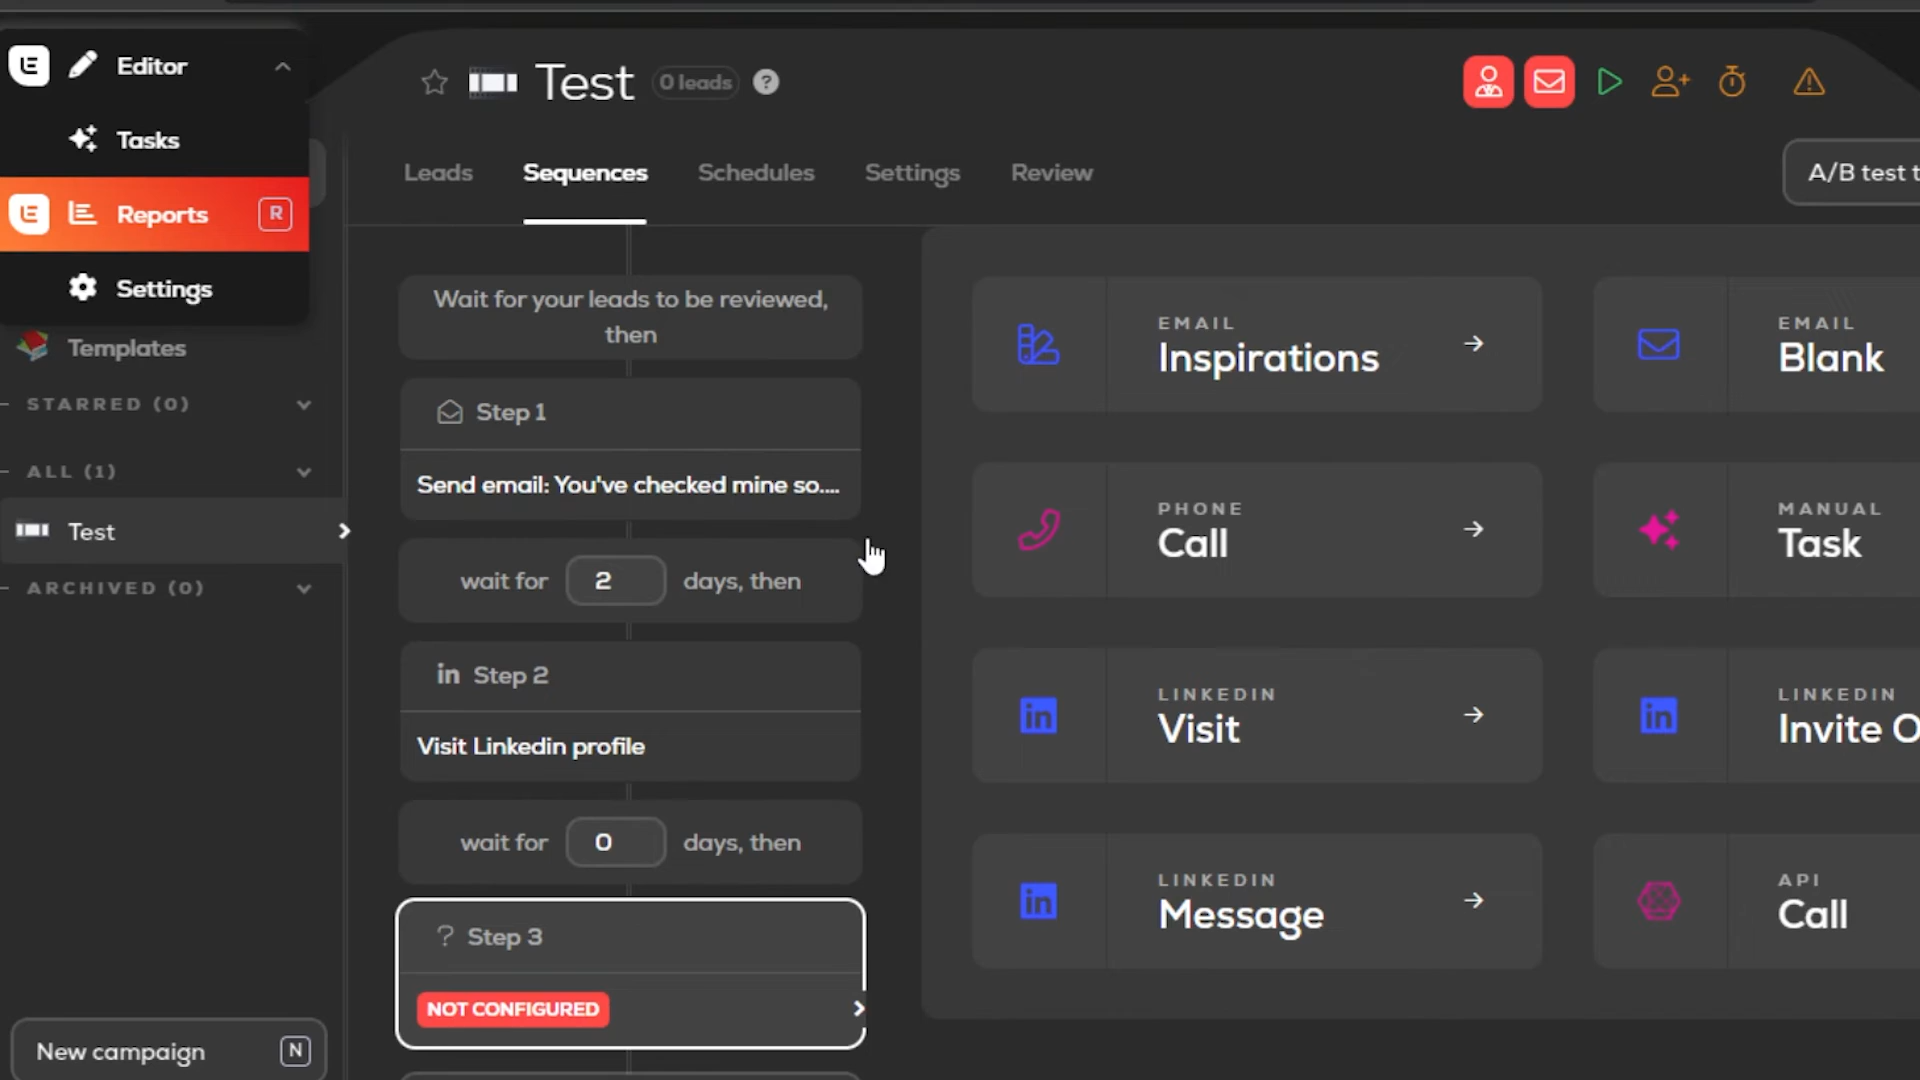 Editor
Tasks
Reports R
Settings
Templates
STARRED (0)
ALL (1)
Test
ARCHIVED (0)
New campaign N
Test 0 leads ?
Leads Sequences Schedules Settings Review
A/B test t
Wait for your leads to be reviewed,
then
Step 1
Send email: You've checked mine so....
wait for 2 days, then
in Step 2
Visit Linkedin profile
wait for 0 days, then
? Step 3
NOT CONFIGURED
EMAIL
Inspirations
EMAIL
Blank
PHONE
Call
MANUAL
Task
in LINKEDIN
Visit
in LINKEDIN
Invite O
in LINKEDIN
Message
API
Call